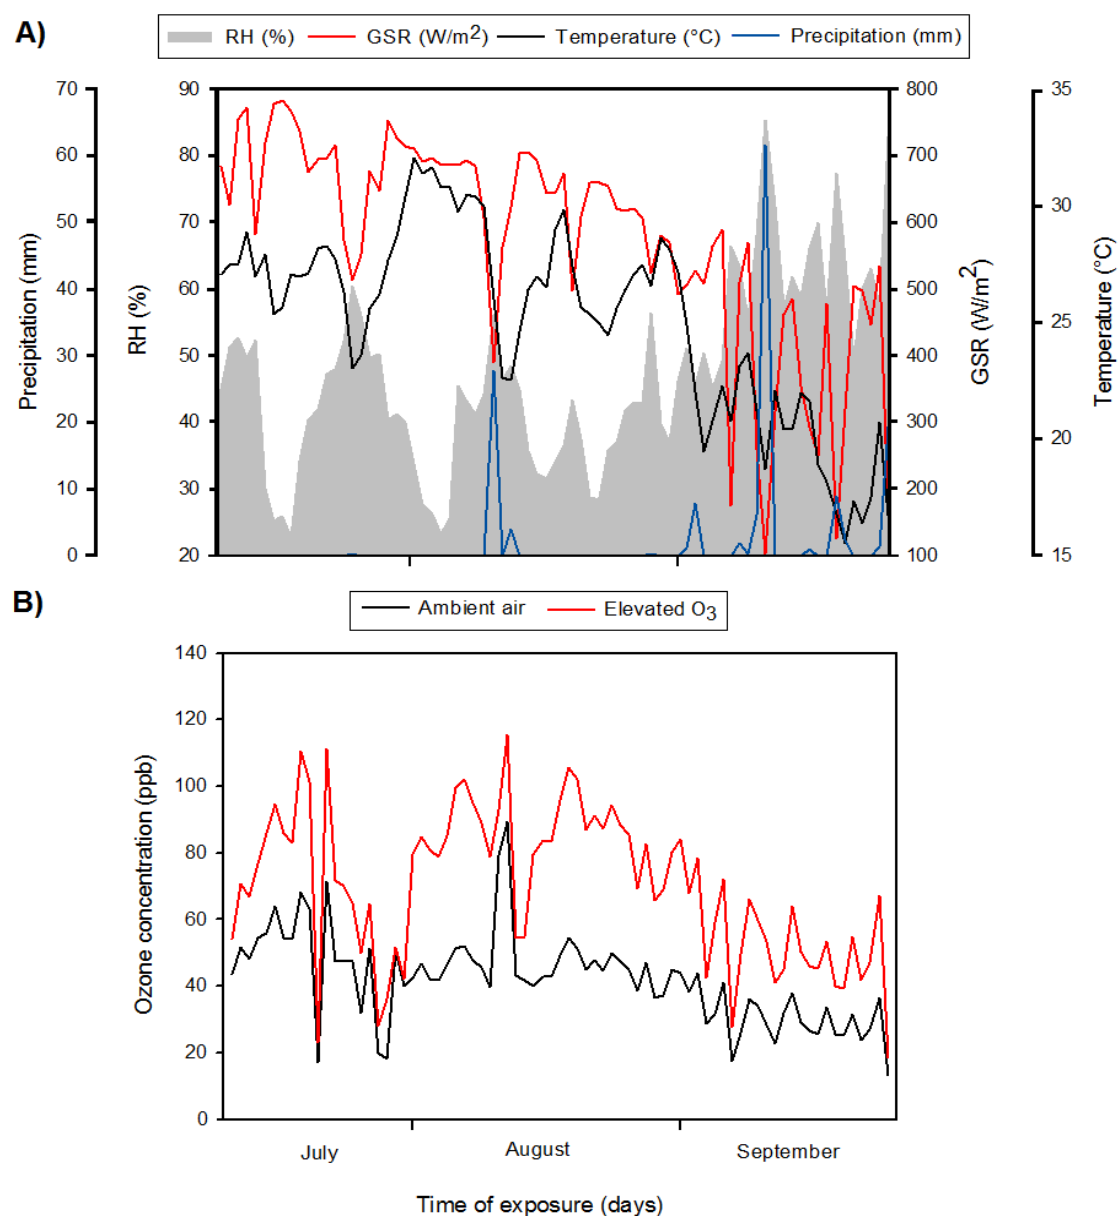 A)
RH (%) GSR (W/m²) Temperature (°C) Precipitation (mm)
70 90 800 35
60 80 700
30
50 70 600
40 60 500
25
30 50 400
20 40 300
20
10 30 200
0 20 100 15
Precipitation (mm)
RH (%)
GSR (W/m²)
Temperature (°C)
B)
Ambient air Elevated O₃
140
120
100
80
60
40
20
0
Ozone concentration (ppb)
July August September
Time of exposure (days)